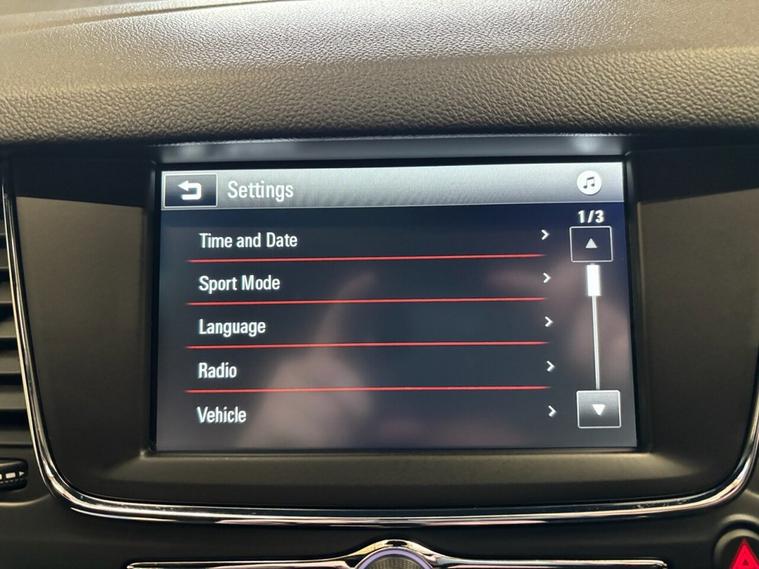 Settings
1/3
Time and Date
Sport Mode
Language
Radio
Vehicle